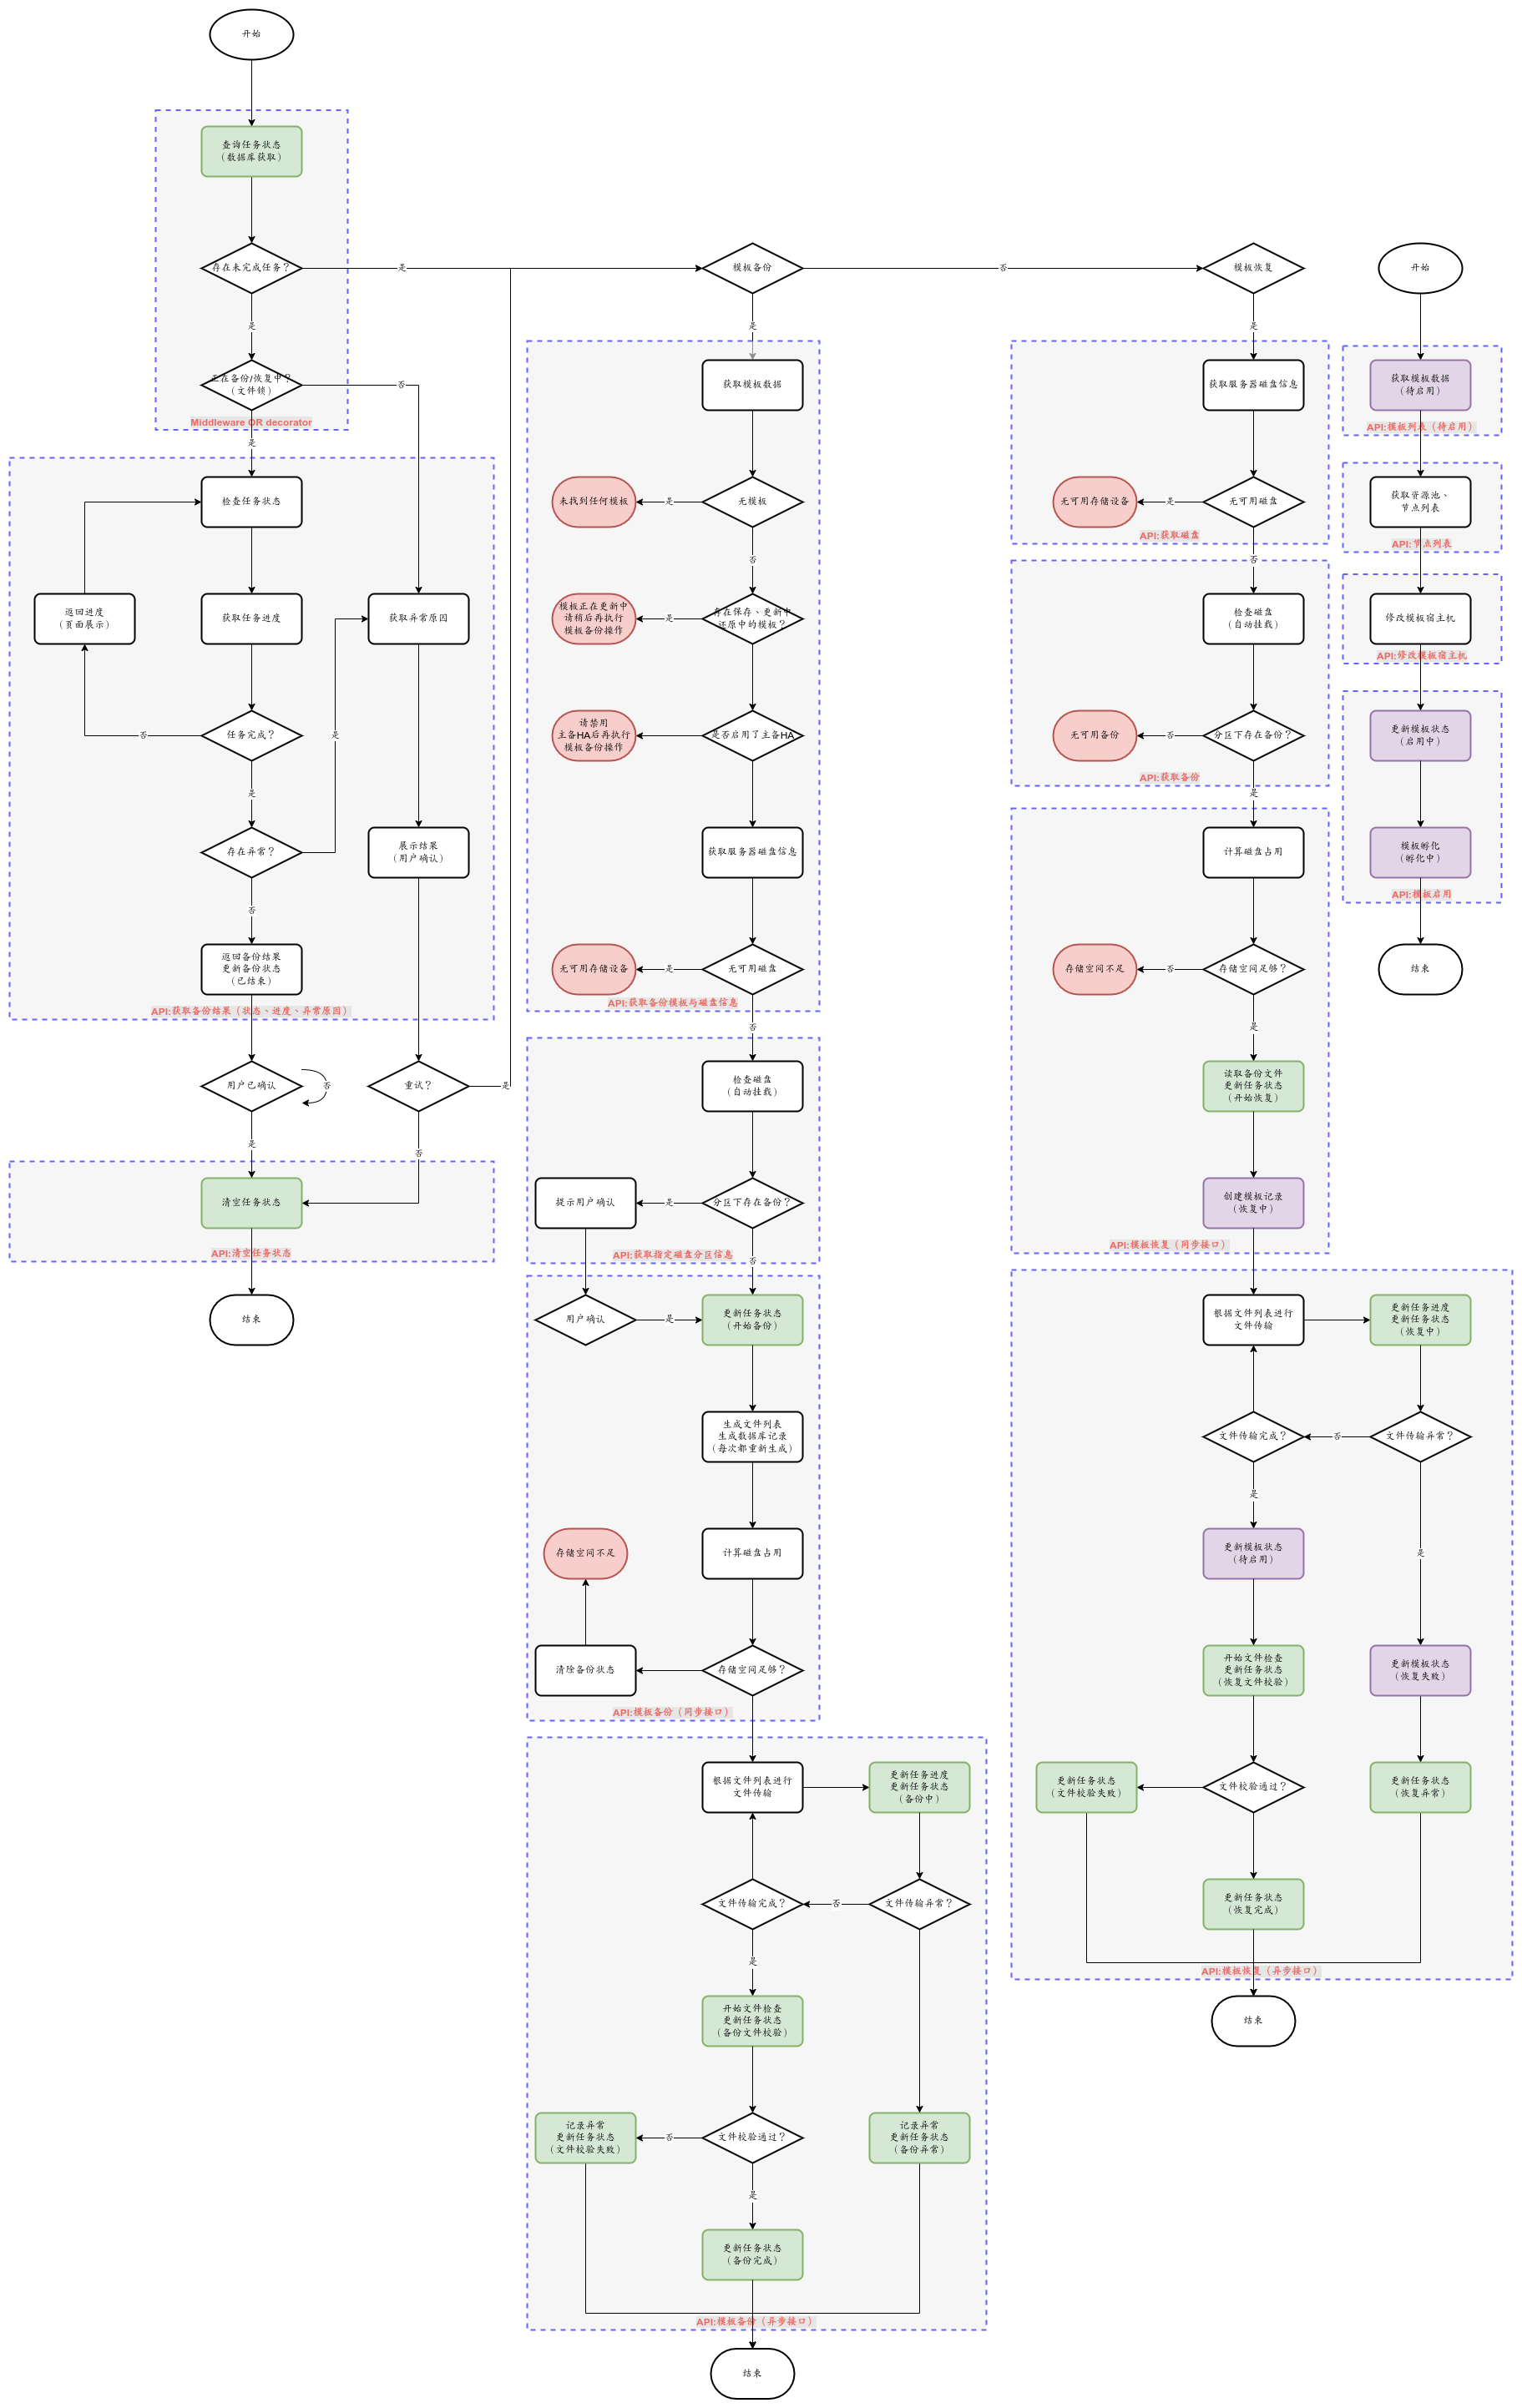 开始
查询任务状态
（数据库获取）
存在未完成任务？
是
是
正在备份/恢复中？
（文件锁）
否
Middleware OR decorator
是
检查任务状态
返回进度
（页面展示）
获取任务进度
获取异常原因
任务完成？
否
是
是
存在异常？
展示结果
（用户确认）
否
返回备份结果
更新备份状态
（已结束）
API:获取备份结果（状态、进度、异常原因）
用户已确认
否
重试？
是
是
否
清空任务状态
API:清空任务状态
结束
模板备份
否
是
获取模板数据
未找到任何模板
是
无模板
否
模板正在更新中
请稍后再执行
模板备份操作
是
存在保存、更新中
还原中的模板？
请禁用
主备HA后再执行
模板备份操作
是否启用了主备HA
获取服务器磁盘信息
无可用存储设备
是
无可用磁盘
API:获取备份模板与磁盘信息
否
检查磁盘
（自动挂载）
提示用户确认
是
分区下存在备份？
API:获取指定磁盘分区信息
否
用户确认
是
更新任务状态
（开始备份）
生成文件列表
生成数据库记录
（每次都重新生成）
存储空间不足
计算磁盘占用
清除备份状态
存储空间足够？
API:模板备份（同步接口）
根据文件列表进行
文件传输
更新任务进度
更新任务状态
（备份中）
文件传输完成？
否
文件传输异常？
是
开始文件检查
更新任务状态
（备份文件校验）
记录异常
更新任务状态
（文件校验失败）
否
文件校验通过？
记录异常
更新任务状态
（备份异常）
是
更新任务状态
（备份完成）
API:模板备份（异步接口）
结束
模板恢复
是
获取服务器磁盘信息
无可用存储设备
是
无可用磁盘
API:获取磁盘
否
检查磁盘
（自动挂载）
无可用备份
否
分区下存在备份？
API:获取备份
是
计算磁盘占用
存储空间不足
否
存储空间足够？
是
读取备份文件
更新任务状态
（开始恢复）
创建模板记录
（恢复中）
API:模板恢复（同步接口）
根据文件列表进行
文件传输
更新任务进度
更新任务状态
（恢复中）
文件传输完成？
否
文件传输异常？
是
更新模板状态
（待启用）
是
开始文件检查
更新任务状态
（恢复文件校验）
更新模板状态
（恢复失败）
更新任务状态
（文件校验失败）
文件校验通过？
更新任务状态
（恢复异常）
更新任务状态
（恢复完成）
API:模板恢复（异步接口）
结束
开始
获取模板数据
（待启用）
API:模板列表（待启用）
获取资源池、
节点列表
API:节点列表
修改模板宿主机
API:修改模板宿主机
更新模板状态
（启用中）
模板孵化
（孵化中）
API:模板启用
结束